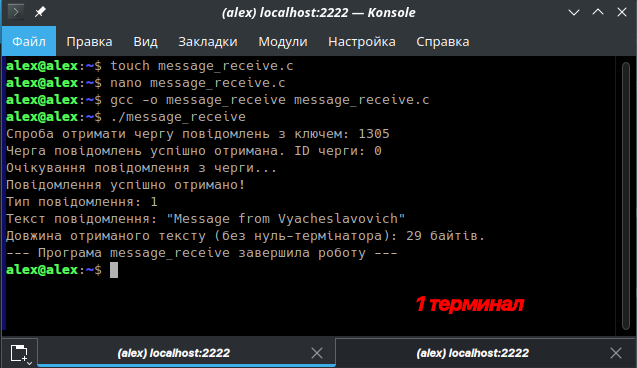 (alex) localhost:2222 — Konsole
Файл Правка Вид Закладки Модули Настройка Справка
alex@alex:~$ touch message_receive.c
alex@alex:~$ nano message_receive.c
alex@alex:~$ gcc -o message_receive message_receive.c
alex@alex:~$ ./message_receive
Спроба отримати чергу повідомлень з ключем: 1305
Черга повідомлень успішно отримана. ID черги: 0
Очікування повідомлення з черги...
Повідомлення успішно отримано!
Тип повідомлення: 1
Текст повідомлення: "Message from Vyacheslavovich"
Довжина отриманого тексту (без нуль-термінатора): 29 байтів.
--- Програма message_receive завершила роботу ---
alex@alex:~$
1 терминал
(alex) localhost:2222 (alex) localhost:2222